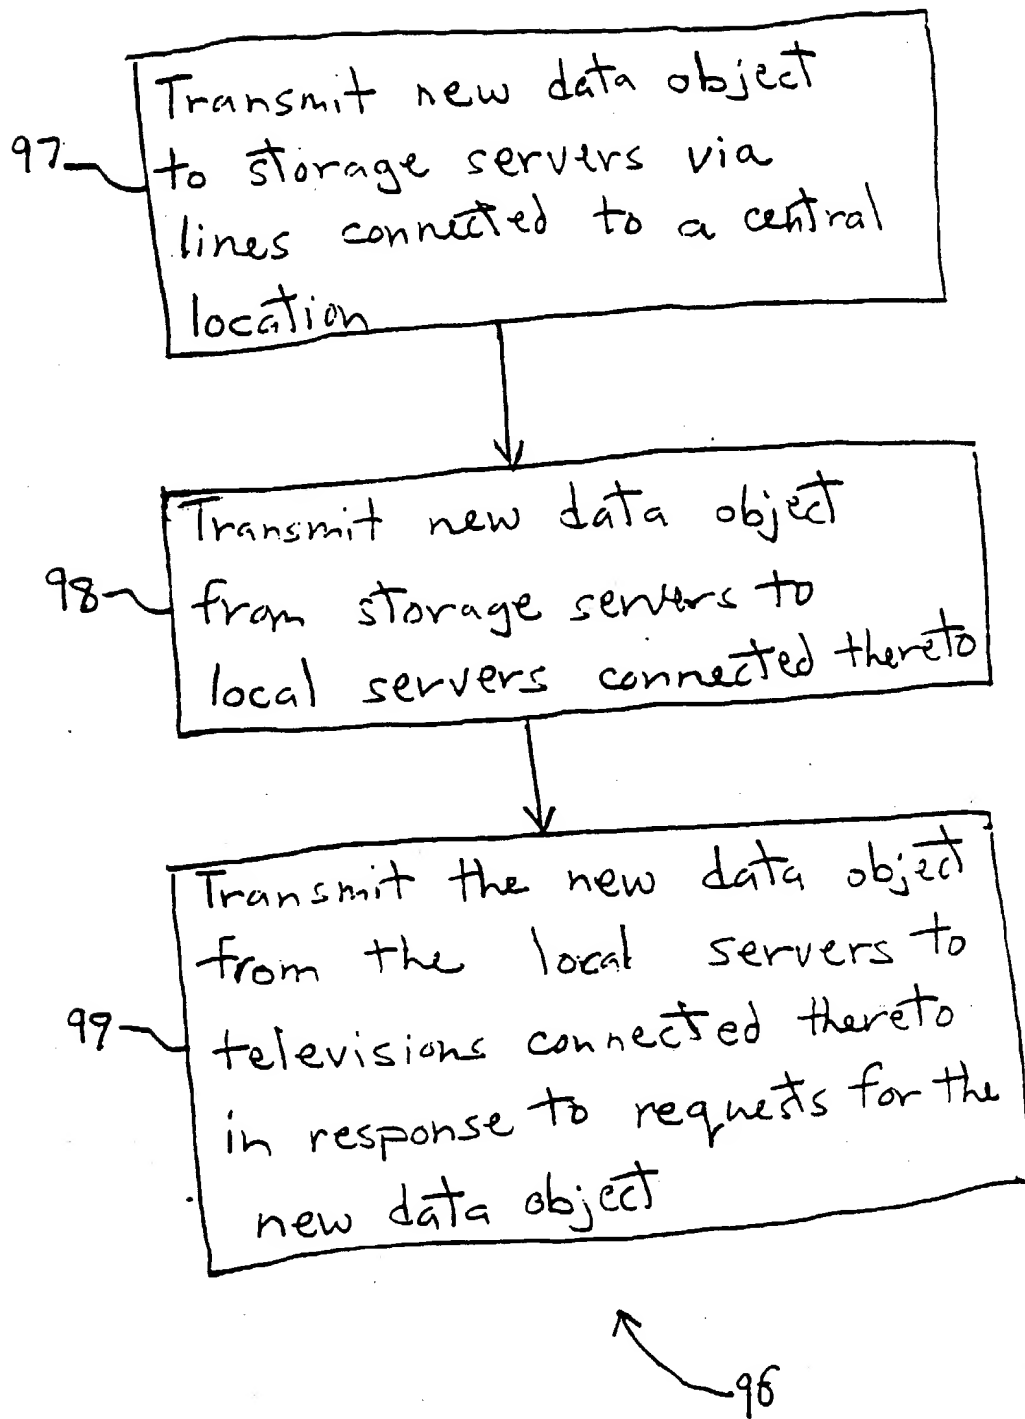 Transmit new data object
97 to storage servers via
lines connected to a central
location
Transmit new data object
98 from storage servers to
local servers connected thereto
Transmit the new data object
from the local servers to
99 televisions connected thereto
in response to requests for the
new data object
96